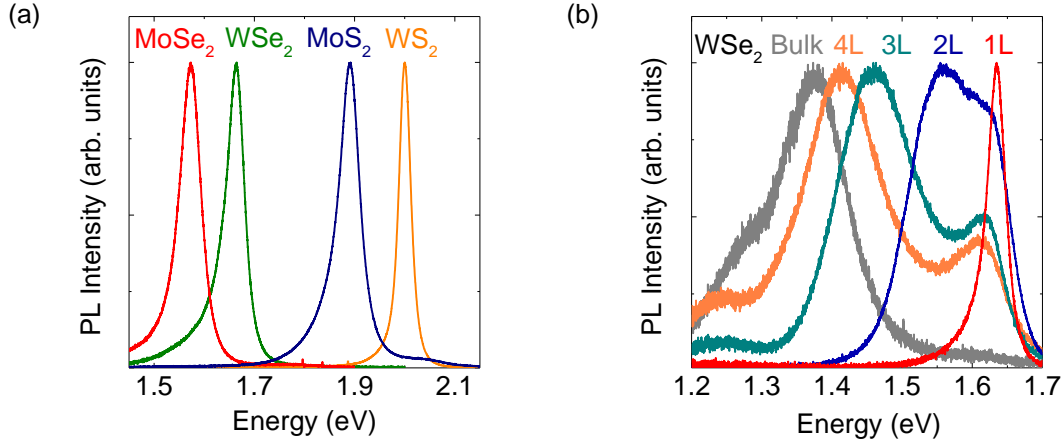 (a)
MoSe₂ WSe₂ MoS₂ WS₂
PL Intensity (arb. units)
1.5 1.7 1.9 2.1
Energy (eV)
(b)
WSe₂ Bulk 4L 3L 2L 1L
PL Intensity (arb. units)
1.2 1.3 1.4 1.5 1.6 1.7
Energy (eV)